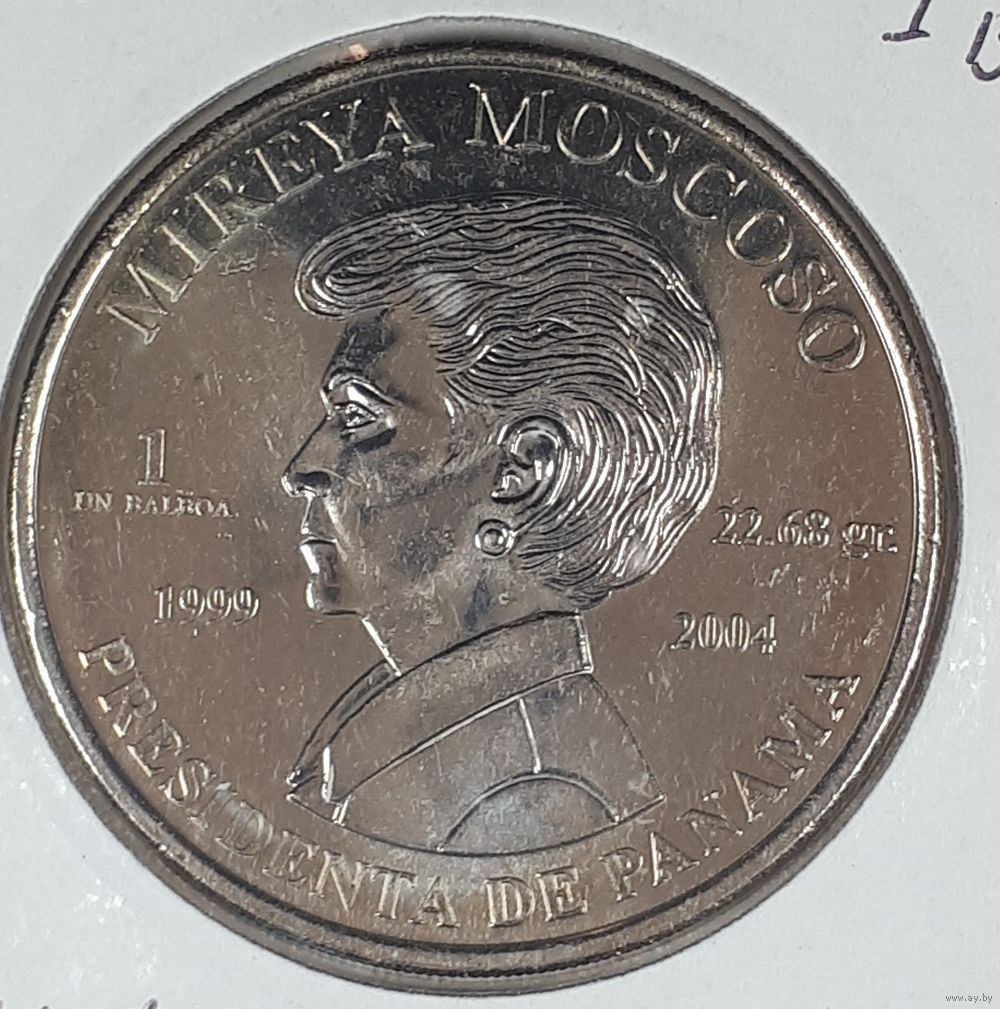 MIREYA MOSCOSO
1
UN BALBOA
22.68 gr.
1999
2004
PRESIDENTA DE PANAMA
www.ay.by